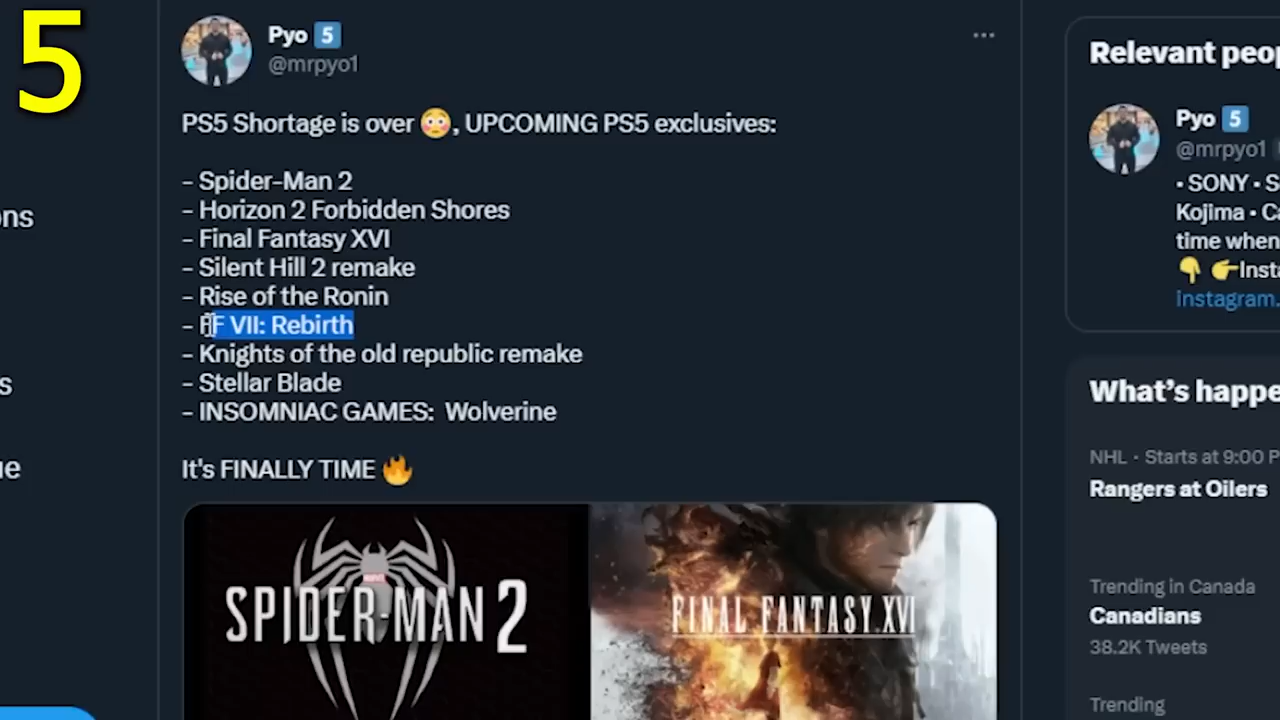 5
Pyo 5
@mrpyo1
PS5 Shortage is over 😳, UPCOMING PS5 exclusives:
- Spider-Man 2
- Horizon 2 Forbidden Shores
- Final Fantasy XVI
- Silent Hill 2 remake
- Rise of the Ronin
- FF VII: Rebirth
- Knights of the old republic remake
- Stellar Blade
- INSOMNIAC GAMES:  Wolverine
It's FINALLY TIME 🔥
MARVEL
SPIDER-MAN 2
FINAL FANTASY XVI
ons
s
ue
Relevant peop
Pyo 5
@mrpyo1
• SONY • S
Kojima • Ca
time when
👇 👉Insta
instagram.
What's happe
NHL · Starts at 9:00 P
Rangers at Oilers
Trending in Canada
Canadians
38.2K Tweets
Trending